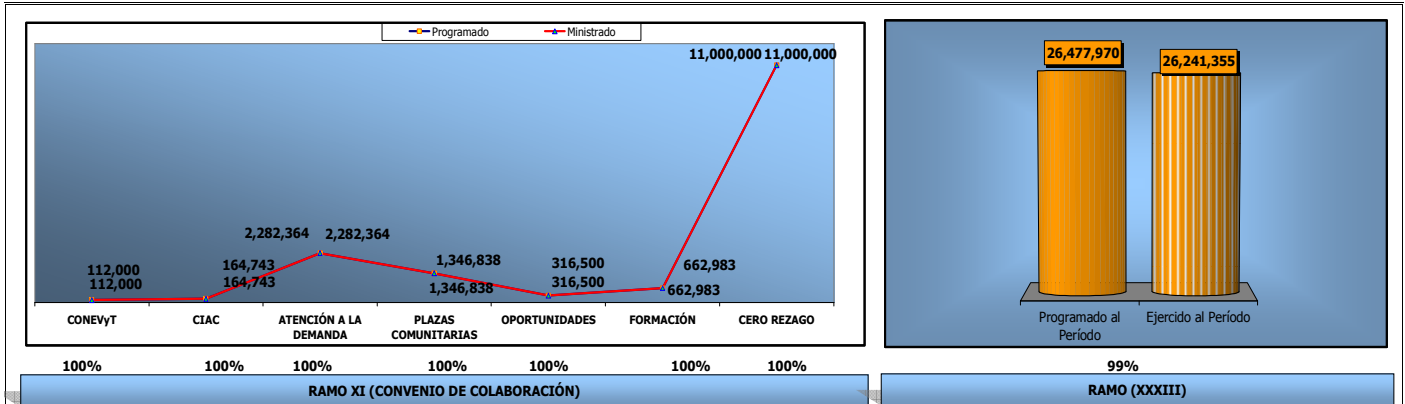 Programado Ministrado
11,000,000 11,000,000
2,282,364 2,282,364
1,346,838
1,346,838
112,000
112,000
164,743
164,743
316,500
316,500
662,983
662,983
CONEVyT CIAC ATENCIÓN A LA DEMANDA PLAZAS COMUNITARIAS OPORTUNIDADES FORMACIÓN CERO REZAGO
100% 100% 100% 100% 100% 100% 100%
RAMO XI (CONVENIO DE COLABORACIÓN)
26,477,970
26,241,355
Programado al Período
Ejercido al Período
99%
RAMO (XXXIII)